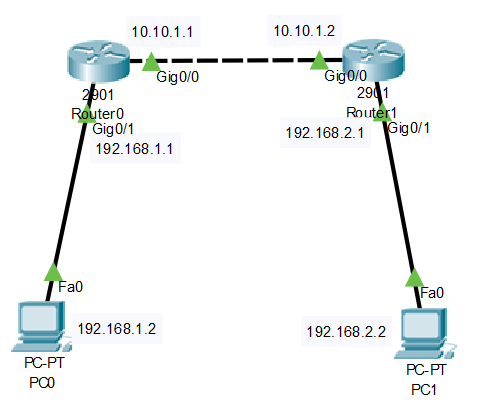 10.10.1.1
10.10.1.2
Gig0/0
Gig0/0
2901
Router0
2901
Router1
Gig0/1
192.168.1.1
192.168.2.1
Gig0/1
Fa0
Fa0
192.168.1.2
192.168.2.2
PC-PT
PC0
PC-PT
PC1